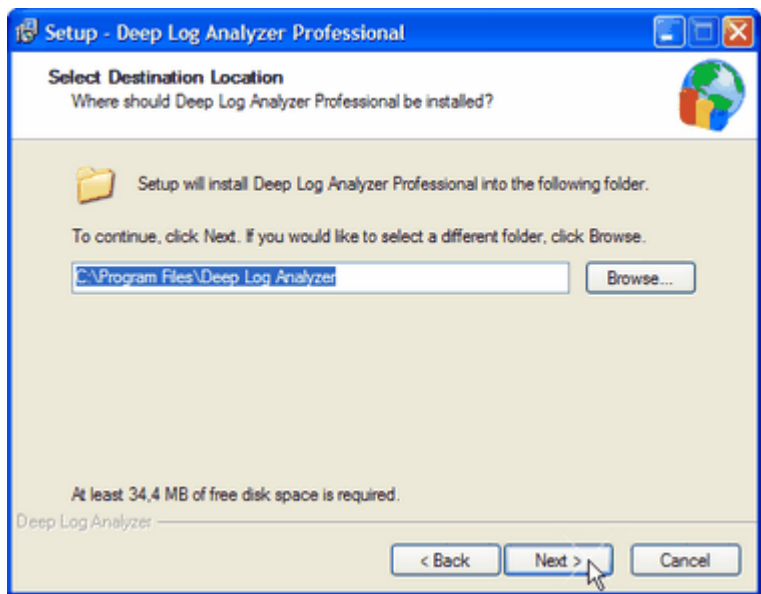 Setup - Deep Log Analyzer Professional
Select Destination Location
Where should Deep Log Analyzer Professional be installed?
Setup will install Deep Log Analyzer Professional into the following folder.
To continue, click Next. If you would like to select a different folder, click Browse.
C:\Program Files\Deep Log Analyzer
Browse...
At least 34,4 MB of free disk space is required.
Deep Log Analyzer
< Back
Next >
Cancel